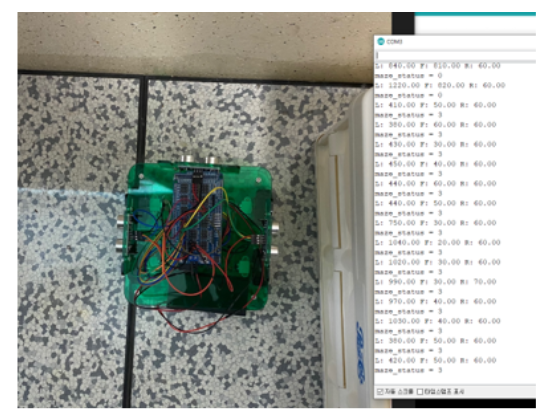 COM9
L: 840.00 F: 810.00 R: 60.00
maze_status = 0
L: 1220.00 F: 820.00 R: 60.00
maze_status = 0
L: 410.00 F: 50.00 R: 60.00
maze_status = 3
L: 380.00 F: 60.00 R: 60.00
maze_status = 3
L: 430.00 F: 30.00 R: 60.00
maze_status = 3
L: 450.00 F: 40.00 R: 60.00
maze_status = 3
L: 440.00 F: 60.00 R: 60.00
maze_status = 3
L: 440.00 F: 50.00 R: 60.00
maze_status = 3
L: 750.00 F: 30.00 R: 60.00
maze_status = 3
L: 1040.00 F: 20.00 R: 60.00
maze_status = 3
L: 1020.00 F: 30.00 R: 60.00
maze_status = 3
L: 990.00 F: 30.00 R: 70.00
maze_status = 3
L: 970.00 F: 40.00 R: 60.00
maze_status = 3
L: 1030.00 F: 40.00 R: 60.00
maze_status = 3
L: 380.00 F: 50.00 R: 60.00
maze_status = 3
L: 420.00 F: 50.00 R: 60.00
maze_status = 3
자동 스크롤 타임스탬프 표시